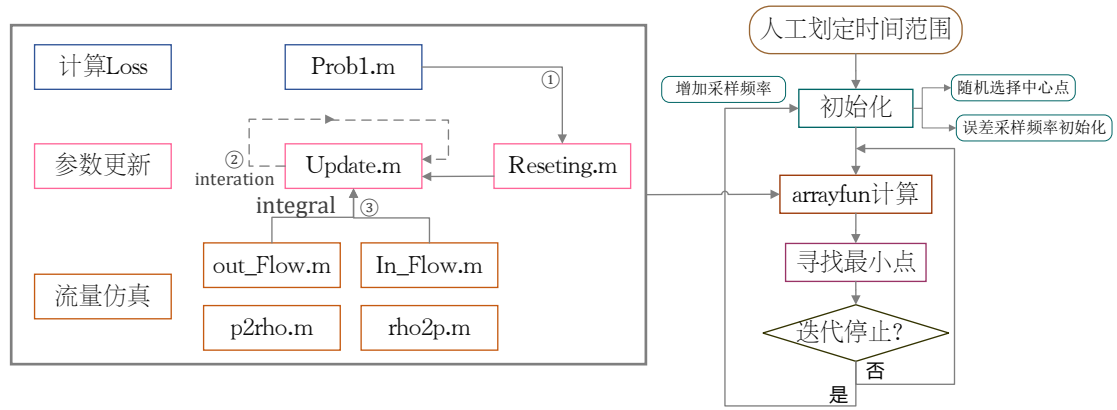 计算Loss
Prob1.m
①
参数更新
②
interation
Update.m
Reseting.m
integral
③
流量仿真
out_Flow.m
In_Flow.m
p2rho.m
rho2p.m
人工划定时间范围
增加采样频率
初始化
随机选择中心点
误差采样频率初始化
arrayfun计算
寻找最小点
迭代停止?
否
是